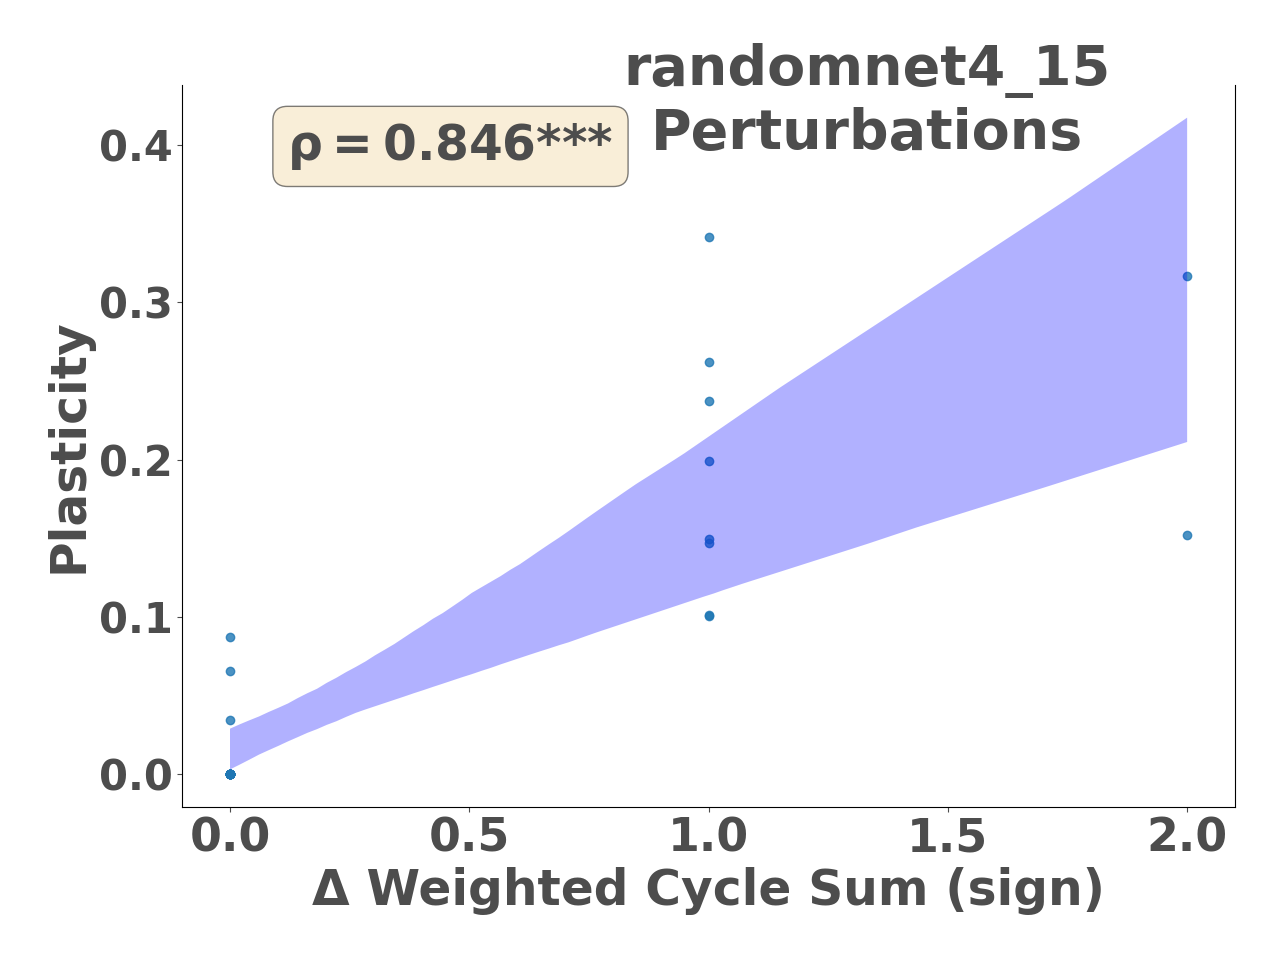 randomnet4_15
Perturbations
ρ = 0.846***
0.4
0.3
0.2
0.1
0.0
Plasticity
0.0 0.5 1.0 1.5 2.0
Δ Weighted Cycle Sum (sign)